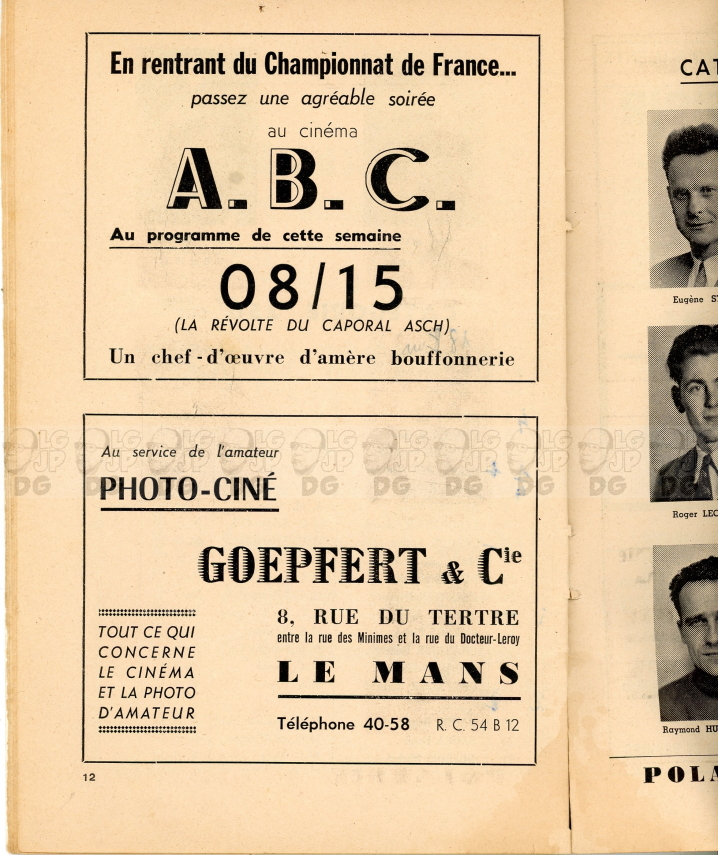 En rentrant du Championnat de France...
passez une agréable soirée
au cinéma
A. B. C.
Au programme de cette semaine
08/15
(LA RÉVOLTE DU CAPORAL ASCH)
Un chef-d'œuvre d'amère bouffonnerie
Au service de l'amateur
PHOTO-CINÉ
GOEPFERT & Cie
8, RUE DU TERTRE
entre la rue des Minimes et la rue du Docteur-Leroy
LE MANS
Téléphone 40-58 R. C. 54 B 12
TOUT CE QUI
CONCERNE
LE CINÉMA
ET LA PHOTO
D'AMATEUR
12
Eugène
Roger
Raymond
LG JP DG